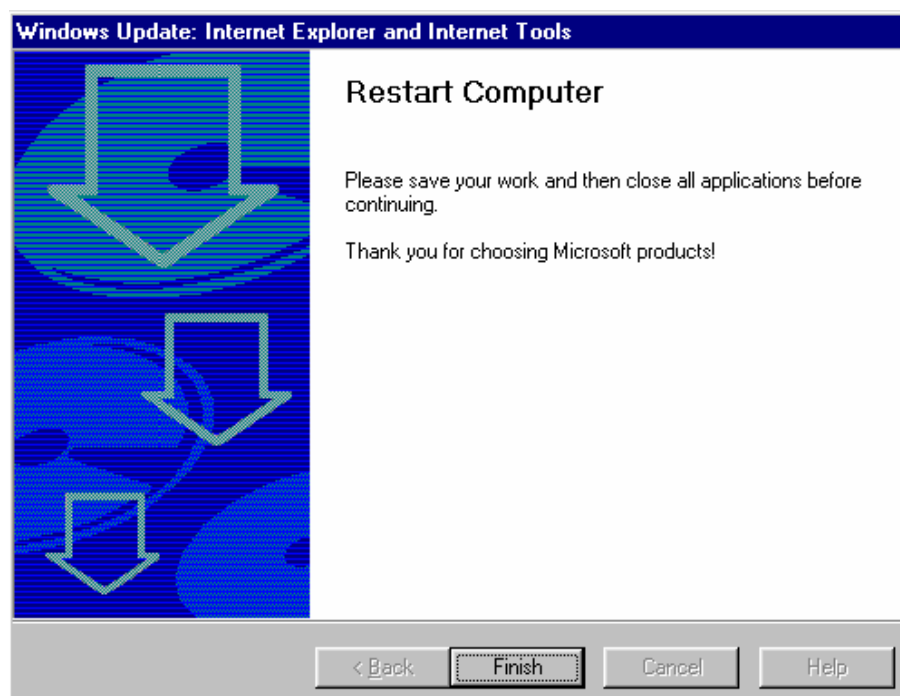 Windows Update: Internet Explorer and Internet Tools
Restart Computer
Please save your work and then close all applications before
continuing.
Thank you for choosing Microsoft products!
< Back
Finish
Cancel
Help